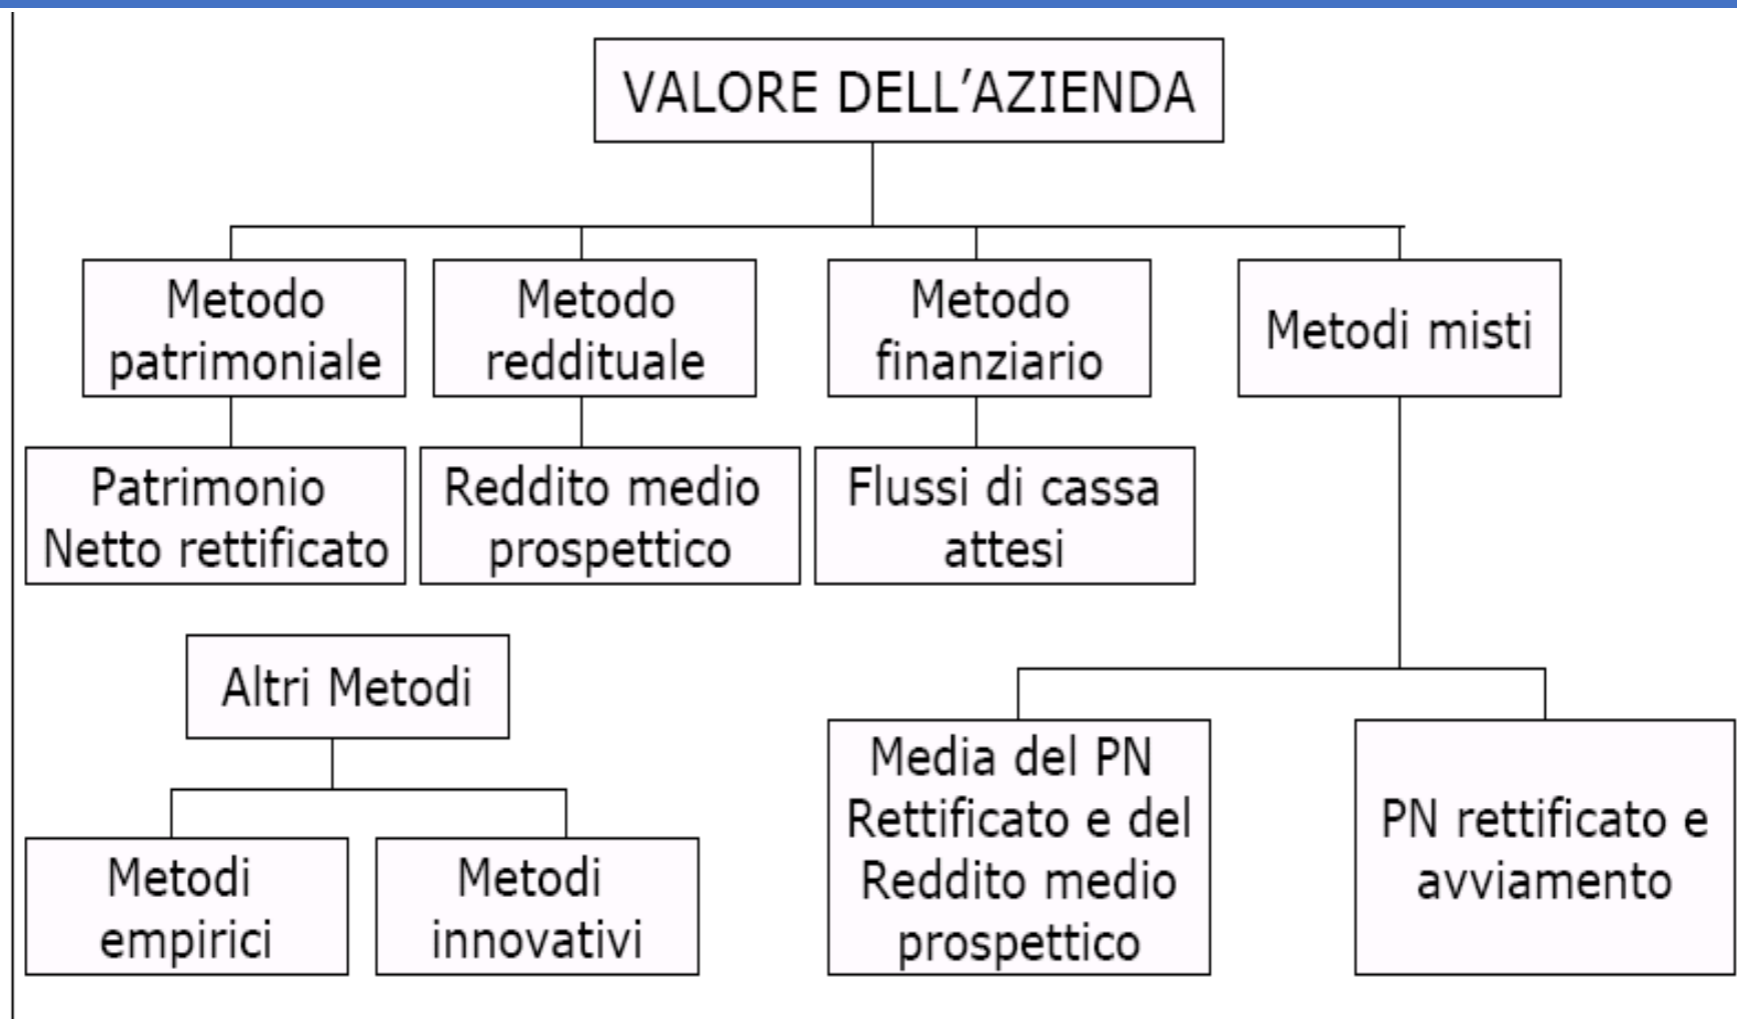 VALORE DELL'AZIENDA
Metodo
patrimoniale
Metodo
reddituale
Metodo
finanziario
Metodi misti
Patrimonio
Netto rettificato
Reddito medio
prospettico
Flussi di cassa
attesi
Altri Metodi
Metodi
empirici
Metodi
innovativi
Media del PN
Rettificato e del
Reddito medio
prospettico
PN rettificato e
avviamento